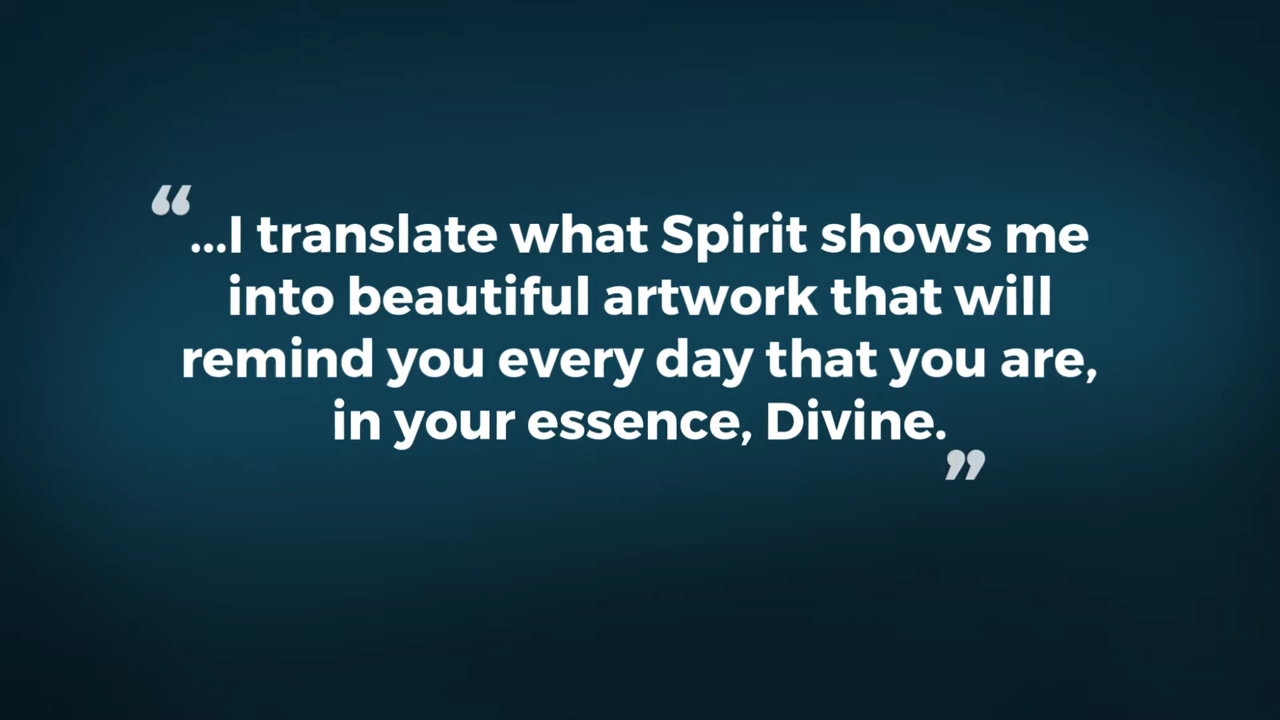 “...I translate what Spirit shows me
into beautiful artwork that will
remind you every day that you are,
in your essence, Divine.”